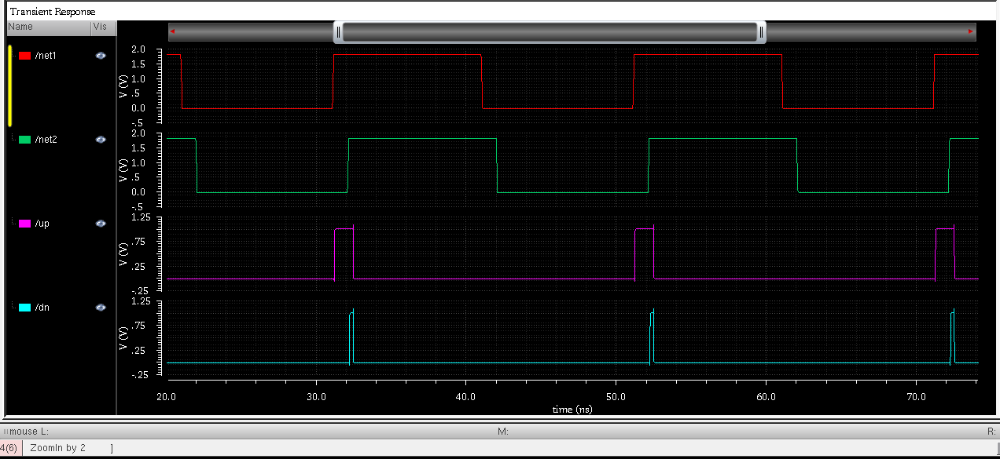 Transient Response
Name Vis
/net1
2.0
1.5
1.0
.5
0.0
-.5
V (V)
/net2
2.0
1.5
1.0
.5
0.0
-.5
V (V)
/up
1.25
.75
.25
-.25
V (V)
/dn
1.25
.75
.25
-.25
V (V)
20.0 30.0 40.0 50.0 60.0 70.0
time (ns)
mouse L: M: R:
4(6) ZoomIn by 2 ]